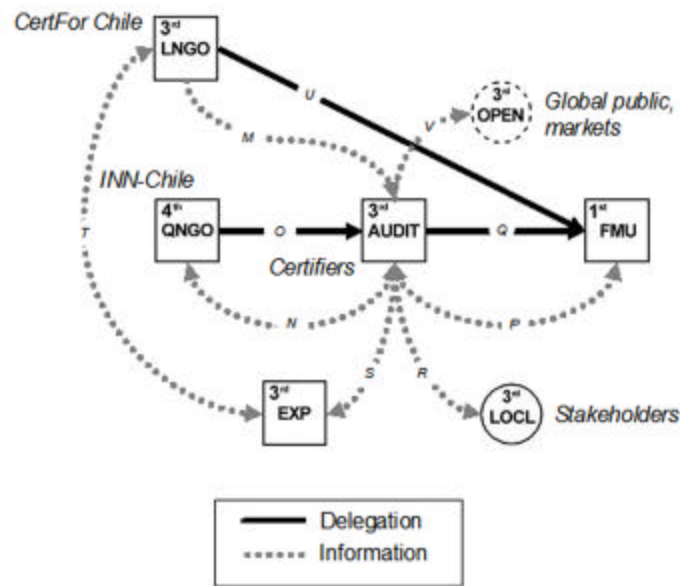 CertFor Chile
3rd
LNGO
U
3rd
OPEN
Global public,
markets
M
V
INN-Chile
4th
QNGO
O
3rd
AUDIT
Q
1st
FMU
T
Certifiers
N
P
S
R
3rd
EXP
3rd
LOCL
Stakeholders
Delegation
Information